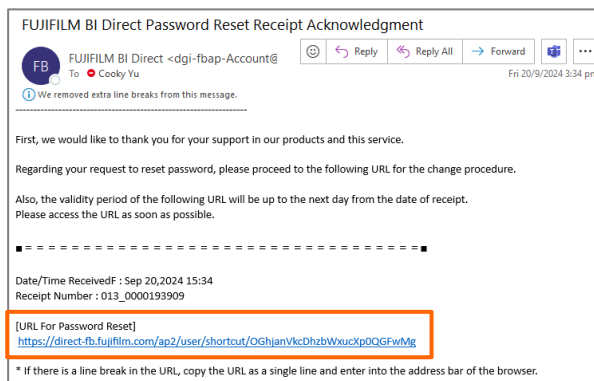 FUJIFILM BI Direct Password Reset Receipt Acknowledgment
FB
FUJIFILM BI Direct <dgi-fbap-Account@
To Cooky Yu
Reply
Reply All
Forward
Fri 20/9/2024 3:34 pm
We removed extra line breaks from this message.
----------------------------------------------------------------
First, we would like to thank you for your support in our products and this service.
Regarding your request to reset password, please proceed to the following URL for the change procedure.
Also, the validity period of the following URL will be up to the next day from the date of receipt.
Please access the URL as soon as possible.
■= = = = = = = = = = = = = = = = = = = = = = = = = = = = = = = = = =■
Date/Time ReceivedF : Sep 20,2024 15:34
Receipt Number : 013_0000193909
[URL For Password Reset]
https://direct-fb.fujifilm.com/ap2/user/shortcut/OGhjanVkcDhzbWxucXp0QGFwMg
* If there is a line break in the URL, copy the URL as a single line and enter into the address bar of the browser.